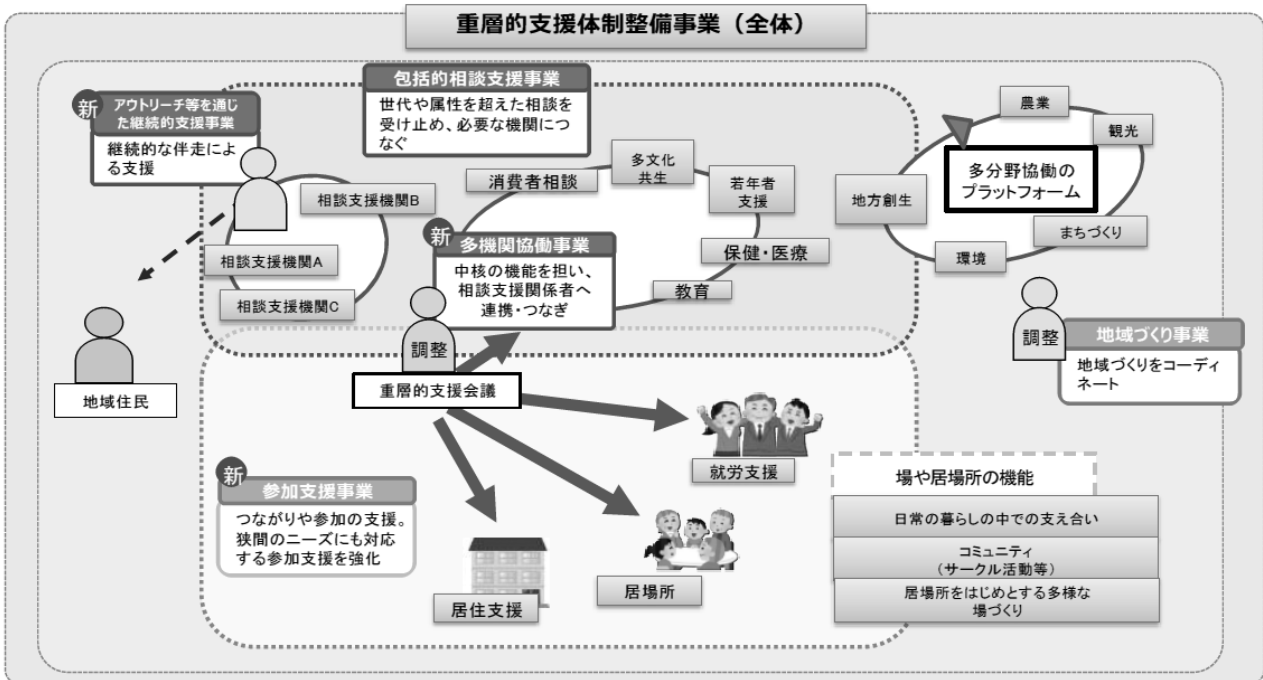 重層的支援体制整備事業（全体）
包括的相談支援事業
世代や属性を超えた相談を
受け止め、必要な機関につ
なぐ
新
アウトリーチ等を通じ
た継続的支援事業
継続的な伴走によ
る支援
相談支援機関B
相談支援機関A
相談支援機関C
地域住民
消費者相談
多文化
共生
若年者
支援
保健・医療
教育
新
多機関協働事業
中核の機能を担い、
相談支援関係者へ
連携・つなぎ
調整
重層的支援会議
農業
観光
多分野協働の
プラットフォーム
地方創生
まちづくり
環境
調整
地域づくり事業
地域づくりをコーディ
ネート
新
参加支援事業
つながりや参加の支援。
狭間のニーズにも対応
する参加支援を強化
就労支援
居場所
居住支援
場や居場所の機能
日常の暮らしの中での支え合い
コミュニティ
（サークル活動等）
居場所をはじめとする多様な
場づくり